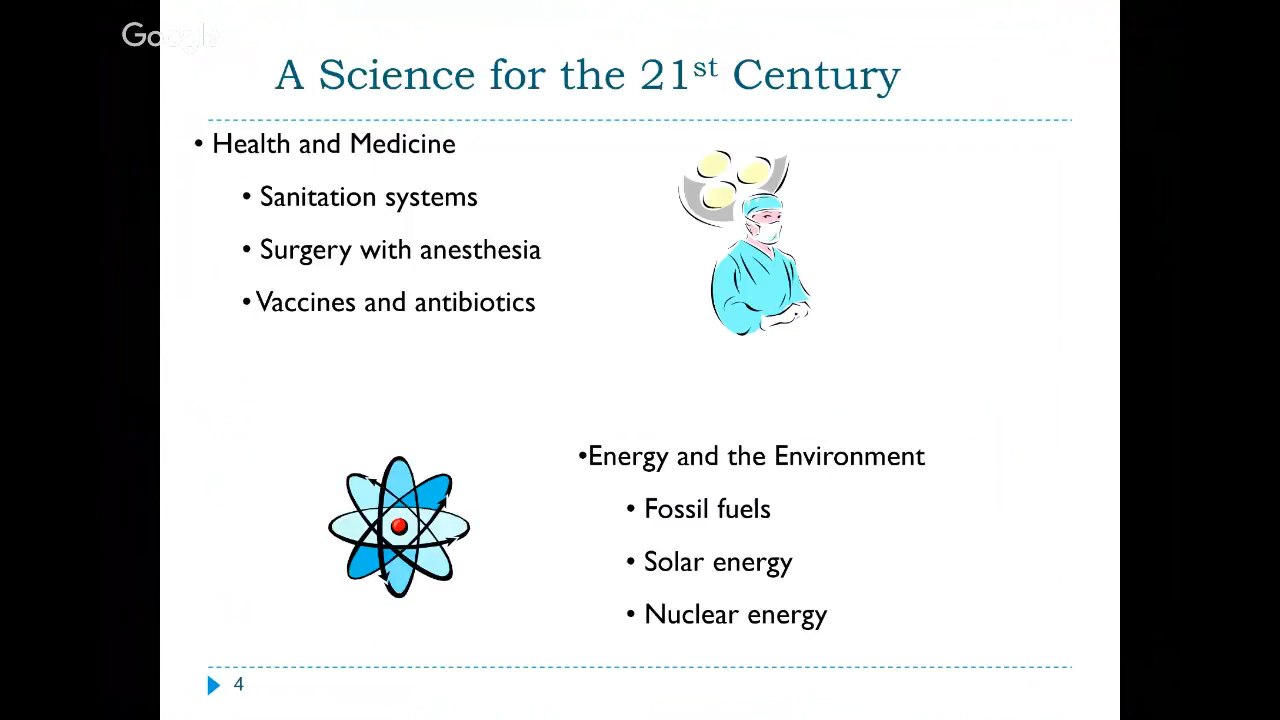 Google
A Science for the 21st Century
• Health and Medicine
• Sanitation systems
• Surgery with anesthesia
• Vaccines and antibiotics
•Energy and the Environment
• Fossil fuels
• Solar energy
• Nuclear energy
4